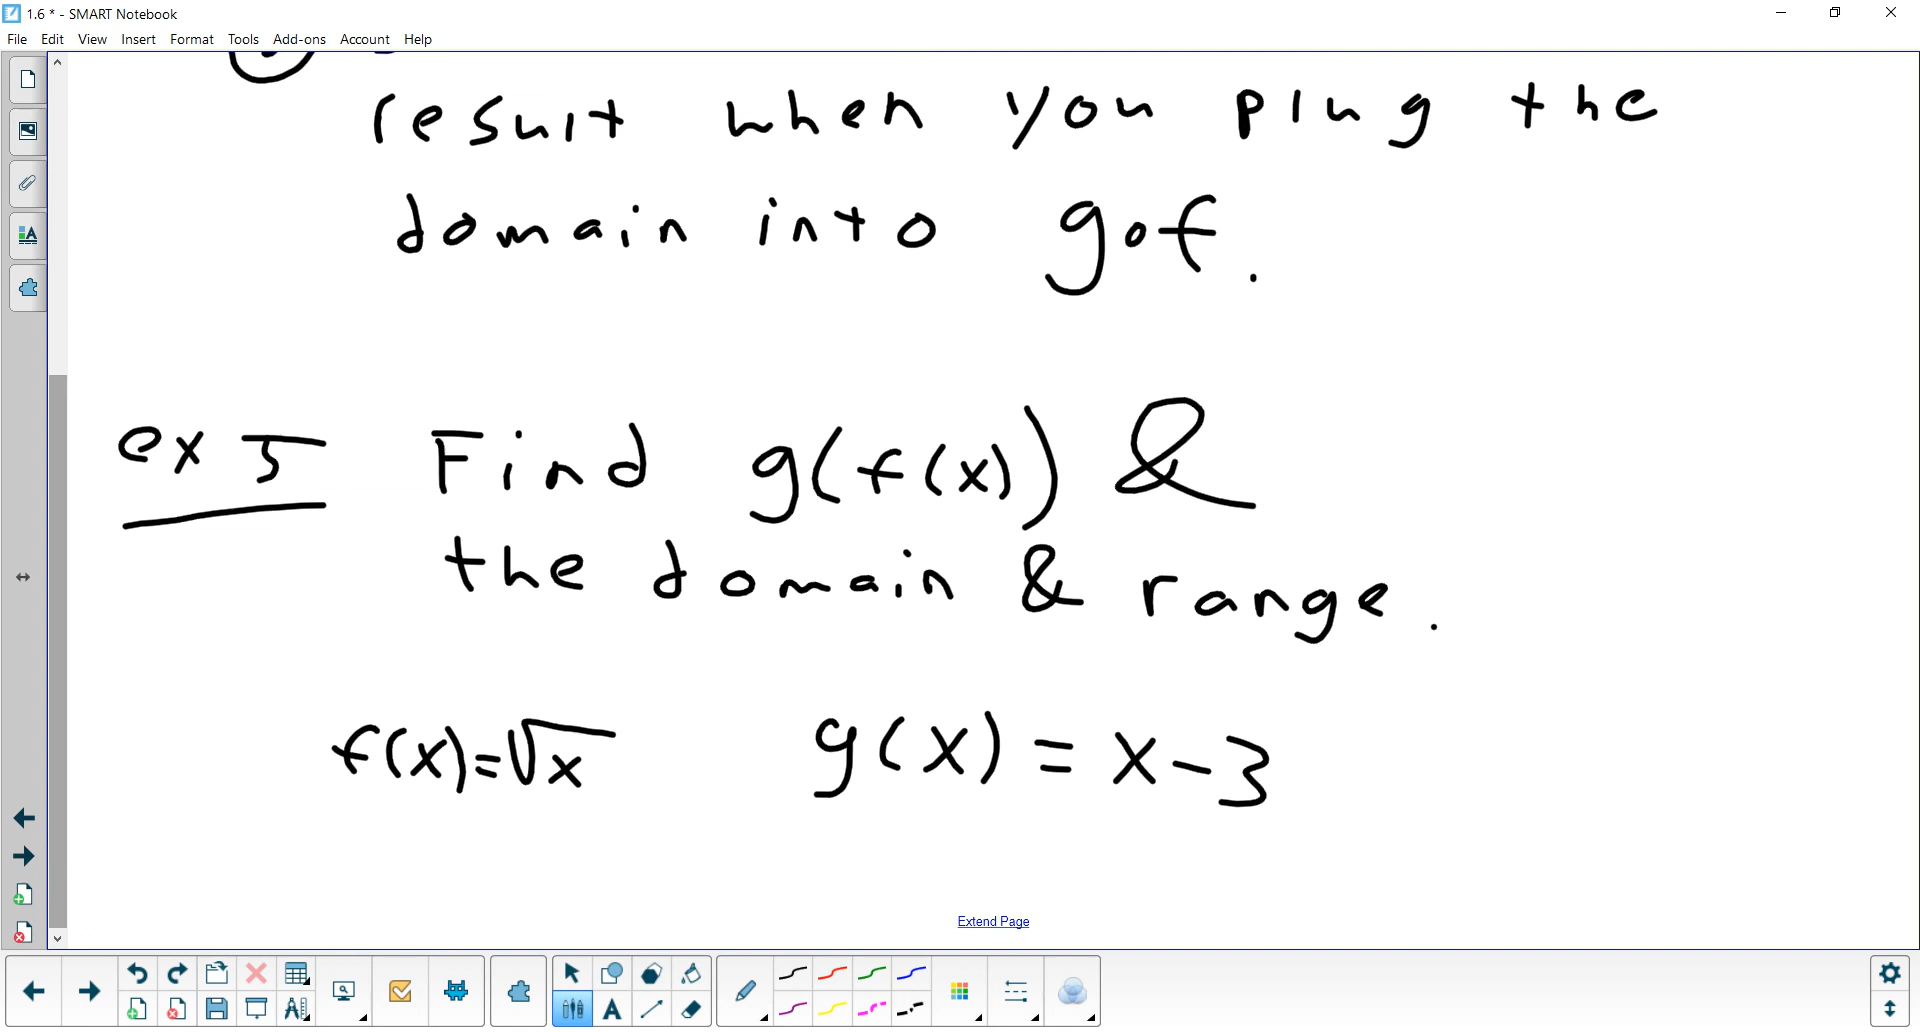 1.6 * - SMART Notebook
File Edit View Insert Format Tools Add-ons Account Help
result when you plug the
domain into gof.
ex 5 Find g(f(x)) &
the domain & range.
f(x)=√x g(x) = x-3
Extend Page